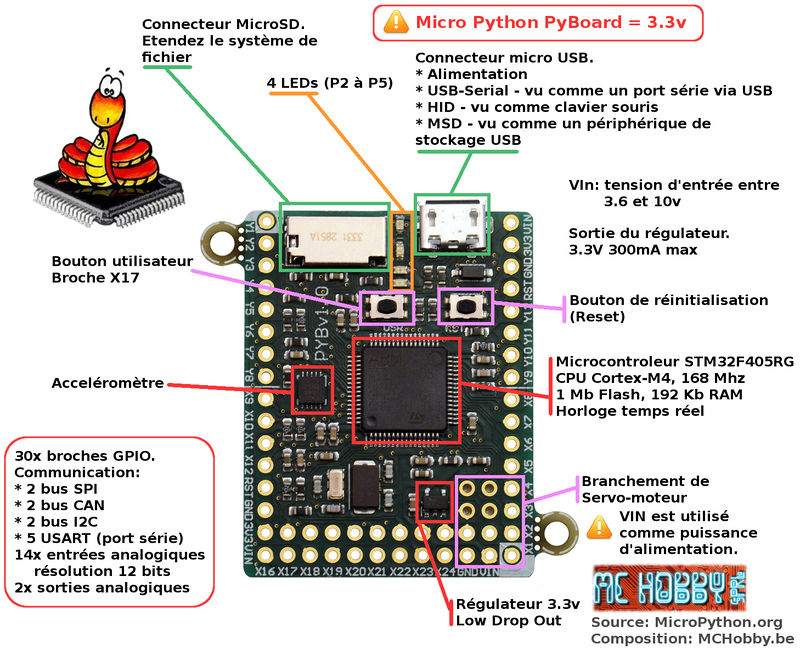 Micro Python PyBoard = 3.3v
Connecteur MicroSD.
Etendez le système de
fichier
4 LEDs (P2 à P5)
Connecteur micro USB.
* Alimentation
* USB-Serial - vu comme un port série via USB
* HID - vu comme clavier souris
* MSD - vu comme un périphérique de
stockage USB
VIn: tension d'entrée entre
3.6 et 10v
Sortie du régulateur.
3.3V 300mA max
Bouton utilisateur
Broche X17
Bouton de réinitialisation
(Reset)
Microcontroleur STM32F405RG
CPU Cortex-M4, 168 Mhz
1 Mb Flash, 192 Kb RAM
Horloge temps réel
Acceléromètre
30x broches GPIO.
Communication:
* 2 bus SPI
* 2 bus CAN
* 2 bus I2C
* 5 USART (port série)
14x entrées analogiques
résolution 12 bits
2x sorties analogiques
Branchement de
Servo-moteur
VIN est utilisé
comme puissance
d'alimentation.
Régulateur 3.3v
Low Drop Out
MC HOBBY SPRL
Source: MicroPython.org
Composition: MCHobby.be
3331 2851A
USR
PYBv1.0
Y1 Y2 Y3 Y4 Y5 Y6 Y7 Y8 X9 X10 X11 X12 RST GND 3V3 VIN
VIN 3V3 GND RST Y12 Y11 Y10 Y9 X8 X7 X6 X5 X4 X3 X2 X1
X16 X17 X18 X19 X20 X21 X22 X23 X24 GND VIN